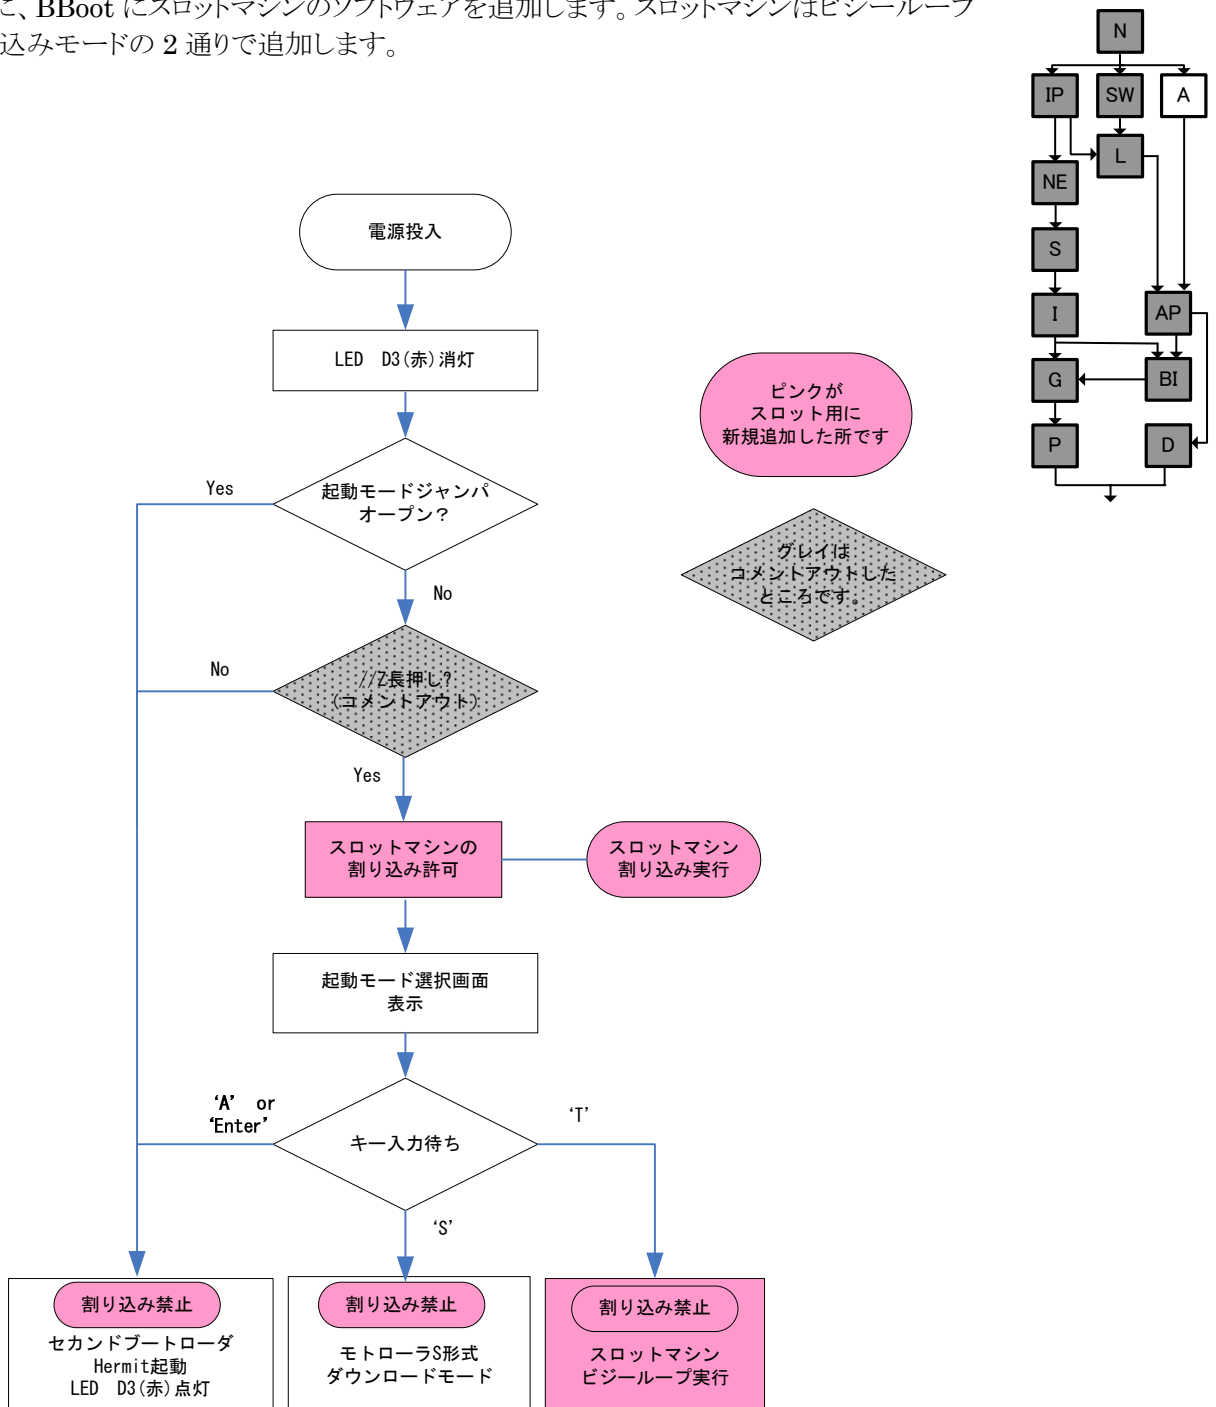 に、BBoot にスロットマシンのソフトウェアを追加します。スロットマシンはビジーループ
込みモードの 2 通りで追加します。
N
IP
SW
A
L
NE
S
I
AP
G
BI
P
D
電源投入
LED D3(赤)消灯
ピンクが
スロット用に
新規追加した所です
起動モードジャンパ
オープン?
Yes
No
グレイは
コメントアウトした
ところです。
//Z長押し?
(コメントアウト)
No
Yes
スロットマシンの
割り込み許可
スロットマシン
割り込み実行
起動モード選択画面
表示
キー入力待ち
‘A’ or
‘Enter’
‘T’
‘S’
割り込み禁止
セカンドブートローダ
Hermit起動
LED D3(赤)点灯
割り込み禁止
モトローラS形式
ダウンロードモード
割り込み禁止
スロットマシン
ビジーループ実行